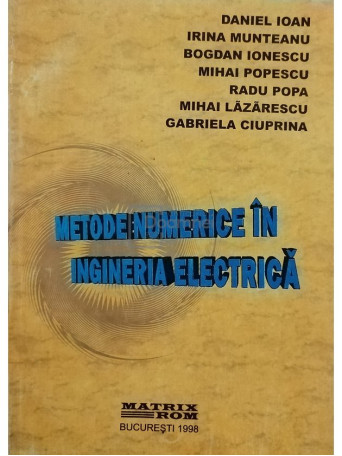 DANIEL IOAN
IRINA MUNTEANU
BOGDAN IONESCU
MIHAI POPESCU
RADU POPA
MIHAI LĂZĂRESCU
GABRIELA CIUPRINA
METODE NUMERICE ÎN
INGINERIA ELECTRICĂ
MATRIX
ROM
BUCUREŞTI 1998